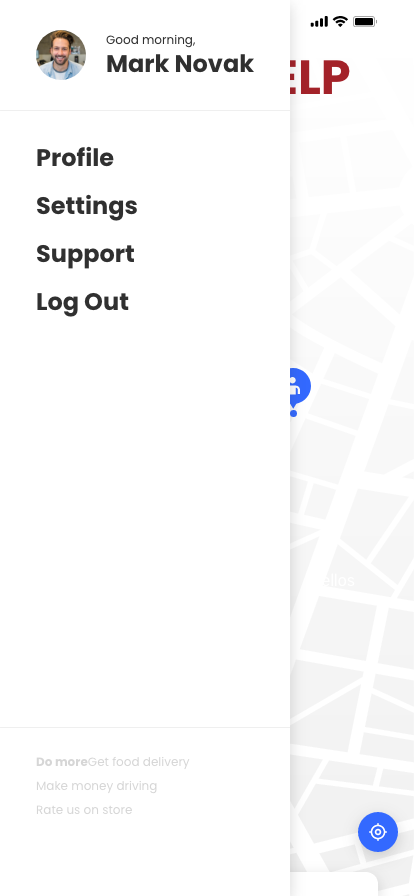 Good morning,
Mark Novak
ELP
Profile
Settings
Support
Log Out
ellos
Do moreGet food delivery
Make money driving
Rate us on store